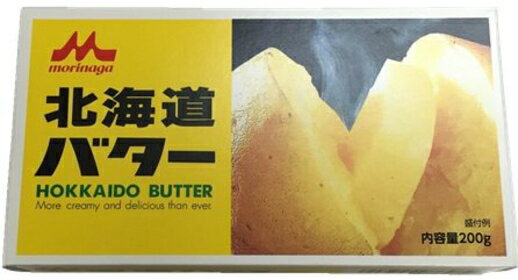 morinaga
北海道
バター
HOKKAIDO BUTTER
More creamy and delicious than ever.
盛付例
内容量200g